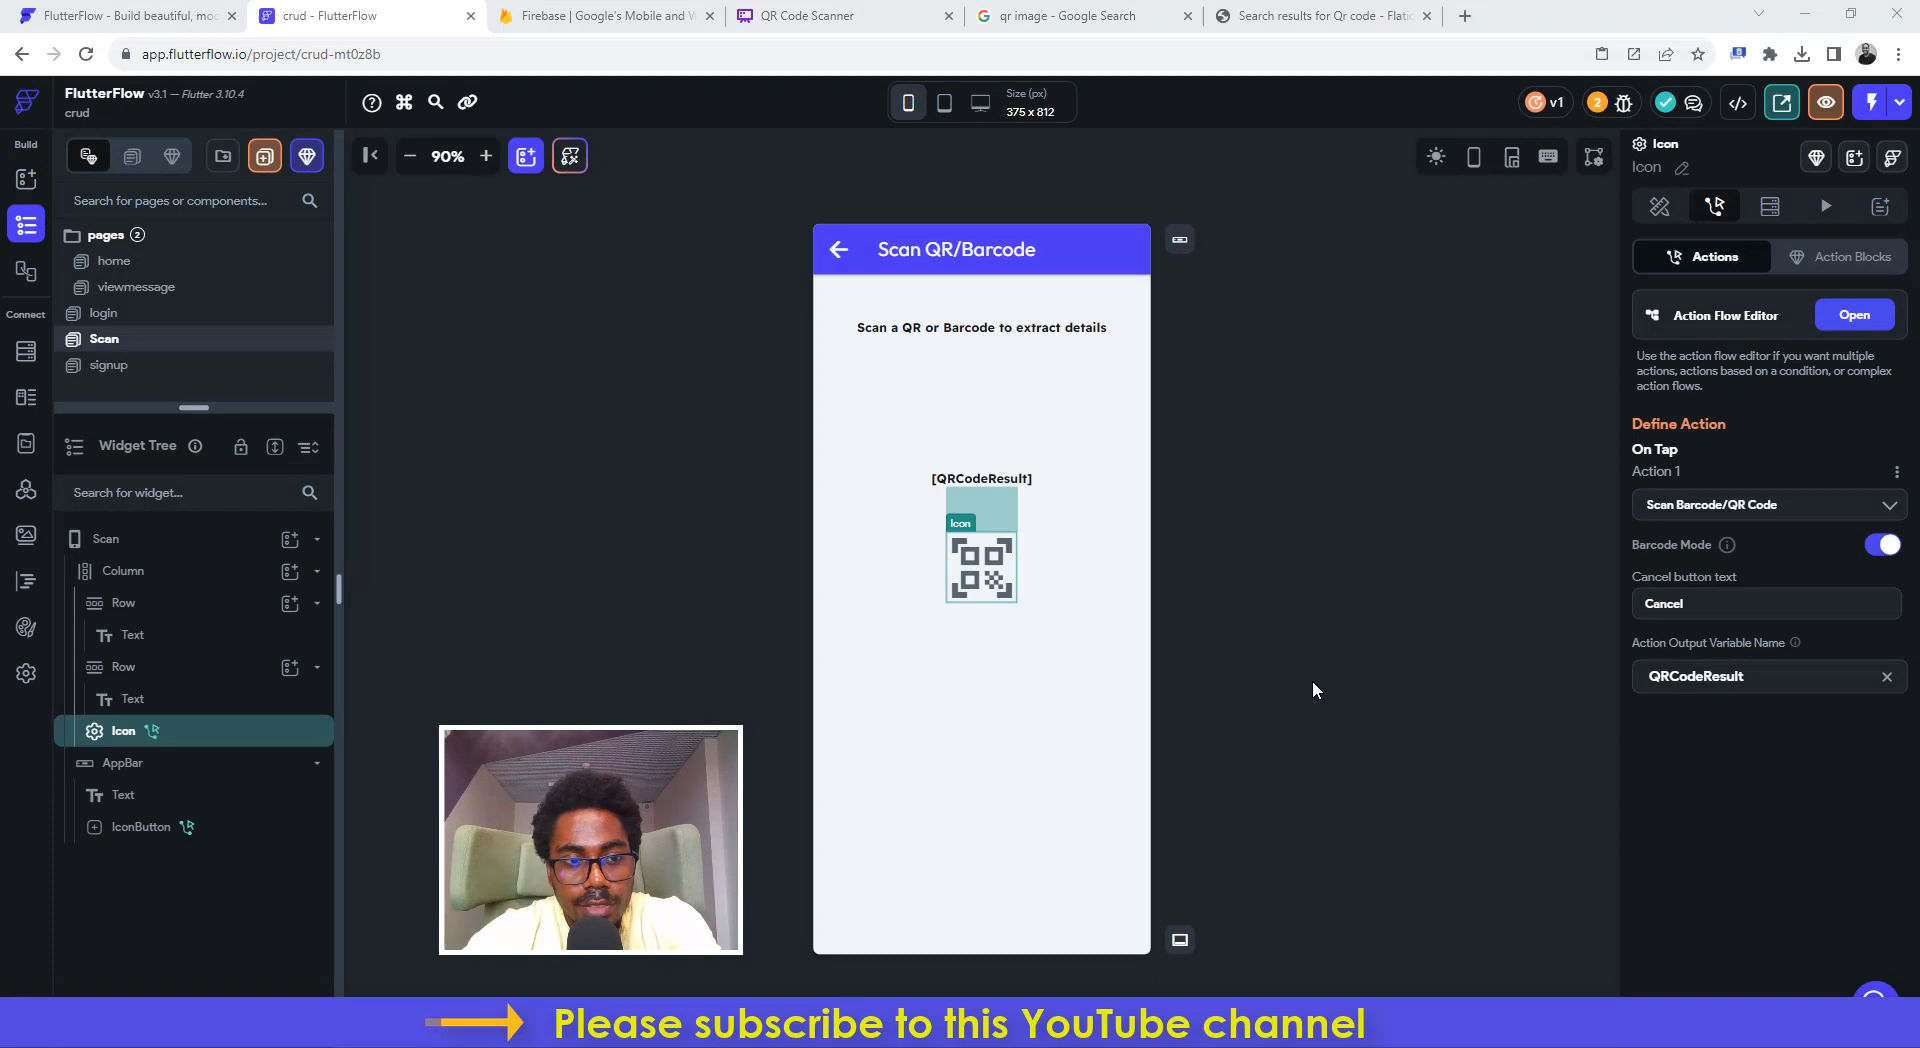 FlutterFlow - Build beautiful, mo
crud - FlutterFlow
Firebase | Google's Mobile and W
QR Code Scanner
qr image - Google Search
Search results for Qr code - Flatic
app.flutterflow.io/project/crud-mt0z8b
FlutterFlow v3.1 — Flutter 3.10.4
crud
Size (px)
375 x 812
v1
2
Build
90%
Icon
Icon
Search for pages or components...
pages 2
home
viewmessage
login
Scan
signup
Connect
Widget Tree
Search for widget...
Scan
Column
Row
Text
Row
Text
Icon
AppBar
Text
IconButton
Scan QR/Barcode
Scan a QR or Barcode to extract details
[QRCodeResult]
Icon
Actions
Action Blocks
Action Flow Editor
Open
Use the action flow editor if you want multiple
actions, actions based on a condition, or complex
action flows.
Define Action
On Tap
Action 1
Scan Barcode/QR Code
Barcode Mode
Cancel button text
Cancel
Action Output Variable Name
QRCodeResult
Please subscribe to this YouTube channel